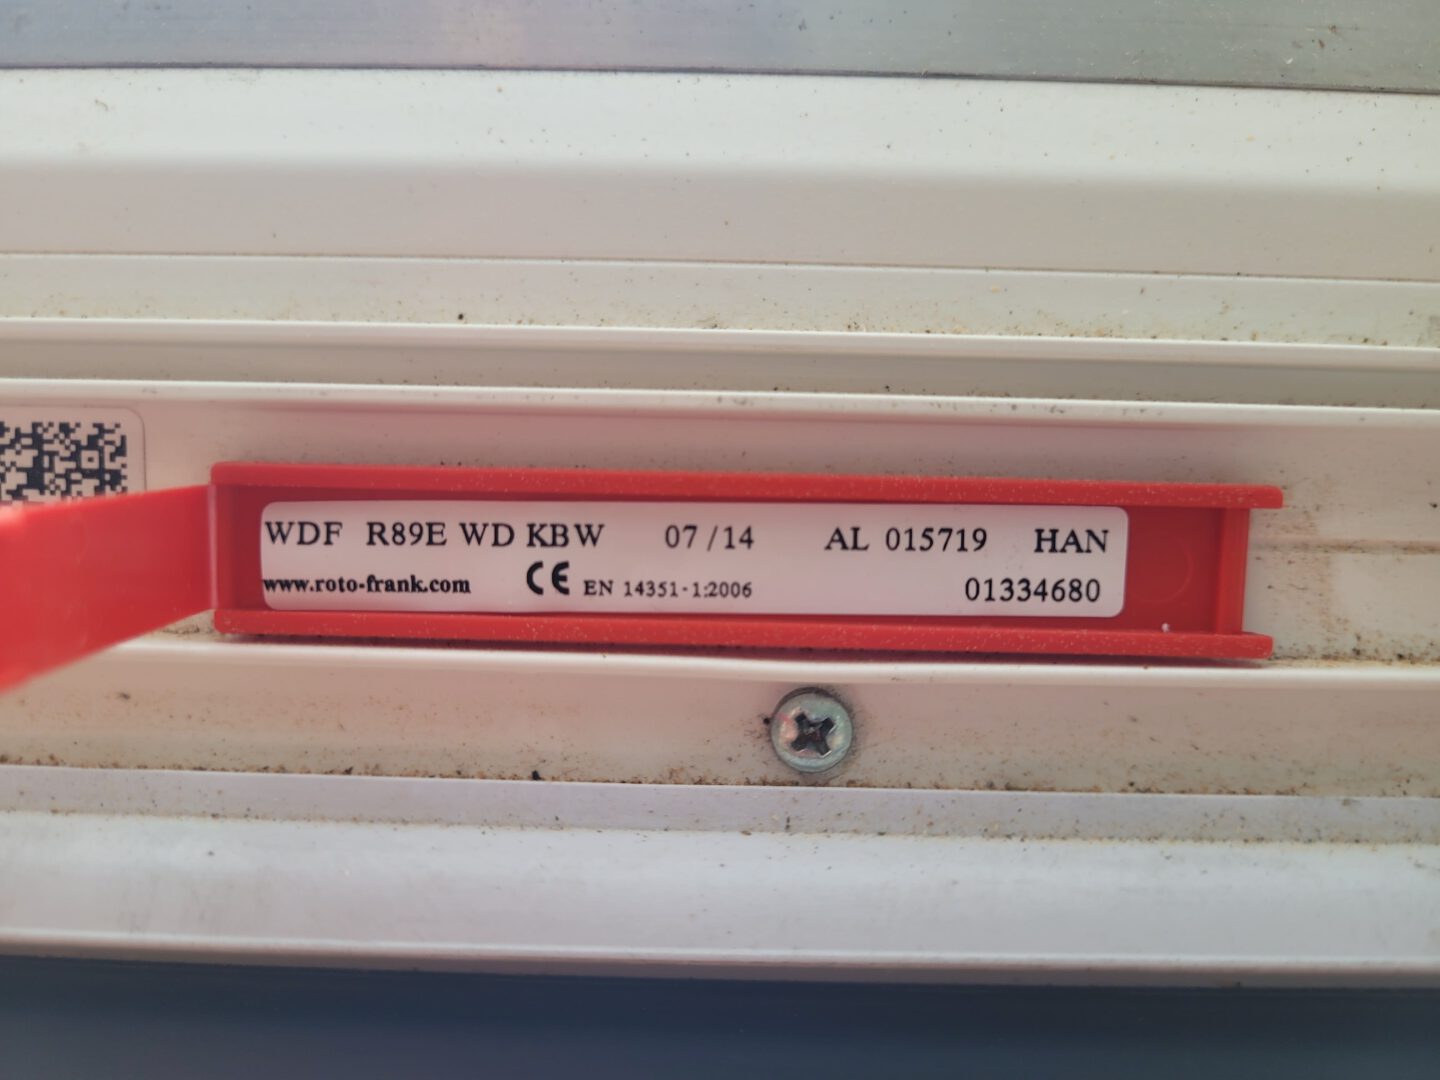 WDF R89E WD KBW 07/14 AL 015719 HAN
www.roto-frank.com CE EN 14351-1:2006 01334680